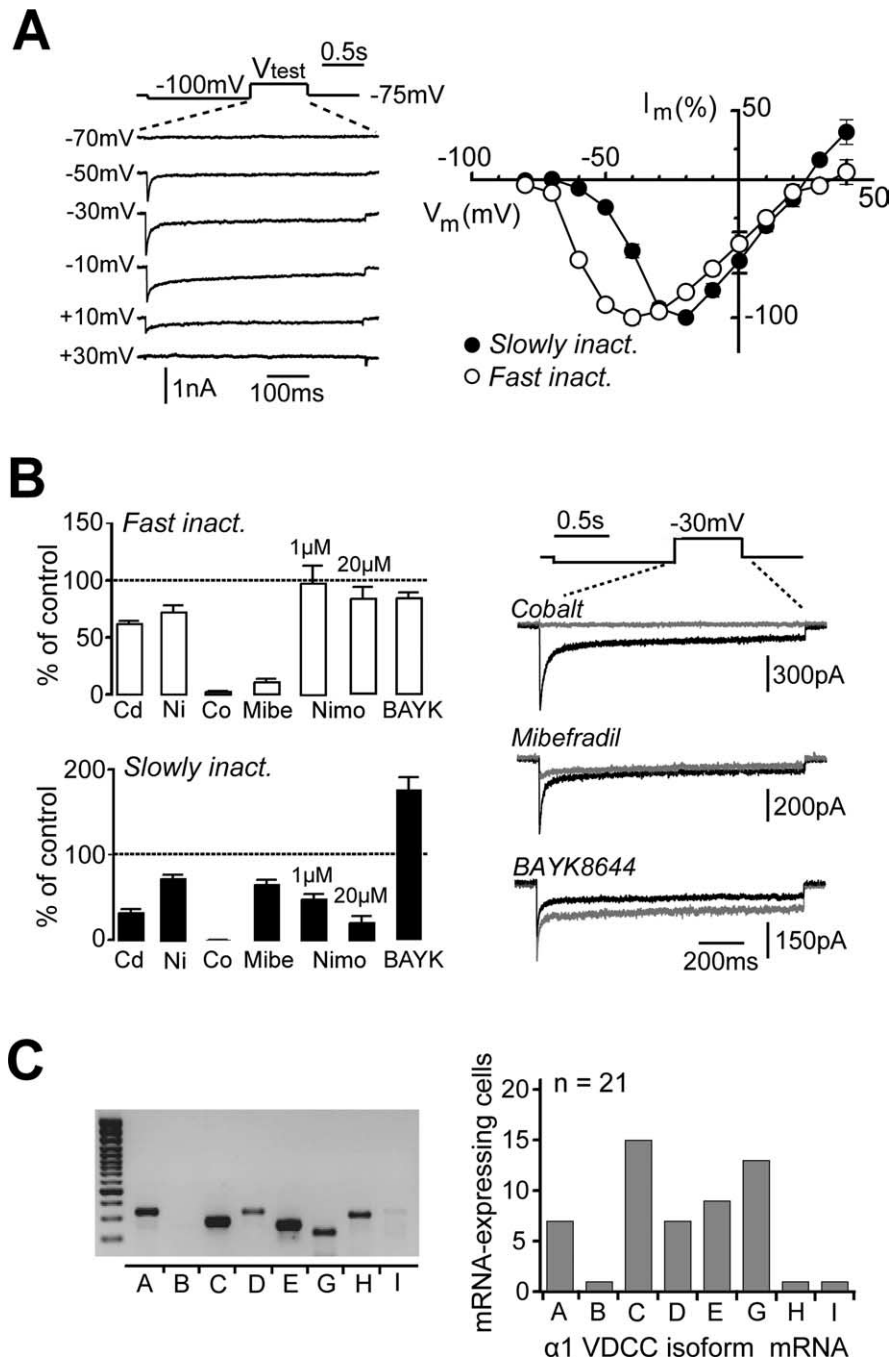 A
0.5s
Vtest
-100mV
-75mV
-70mV
-50mV
-30mV
-10mV
+10mV
+30mV
1nA
100ms
Im(%)
50
-100
-50
50
Vm(mV)
-100
Slowly inact.
Fast inact.
B
Fast inact.
% of control
150
100
50
0
1µM
20µM
Cd Ni Co Mibe Nimo BAYK
Slowly inact.
% of control
200
100
0
1µM
20µM
Cd Ni Co Mibe Nimo BAYK
0.5s
-30mV
Cobalt
300pA
Mibefradil
200pA
BAYK8644
150pA
200ms
C
A B C D E G H I
mRNA-expressing cells
n = 21
20
15
10
5
0
A B C D E G H I
α1 VDCC isoform mRNA